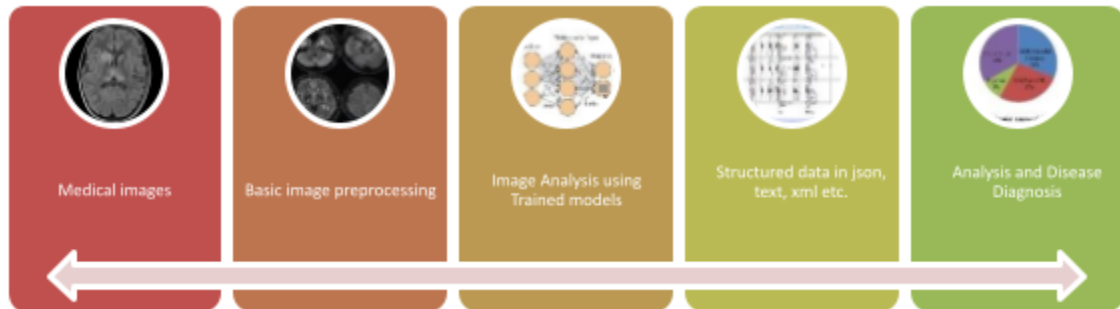 Medical images
Basic image preprocessing
Image Analysis using
Trained models
Structured data in json,
text, xml etc.
Analysis and Disease
Diagnosis